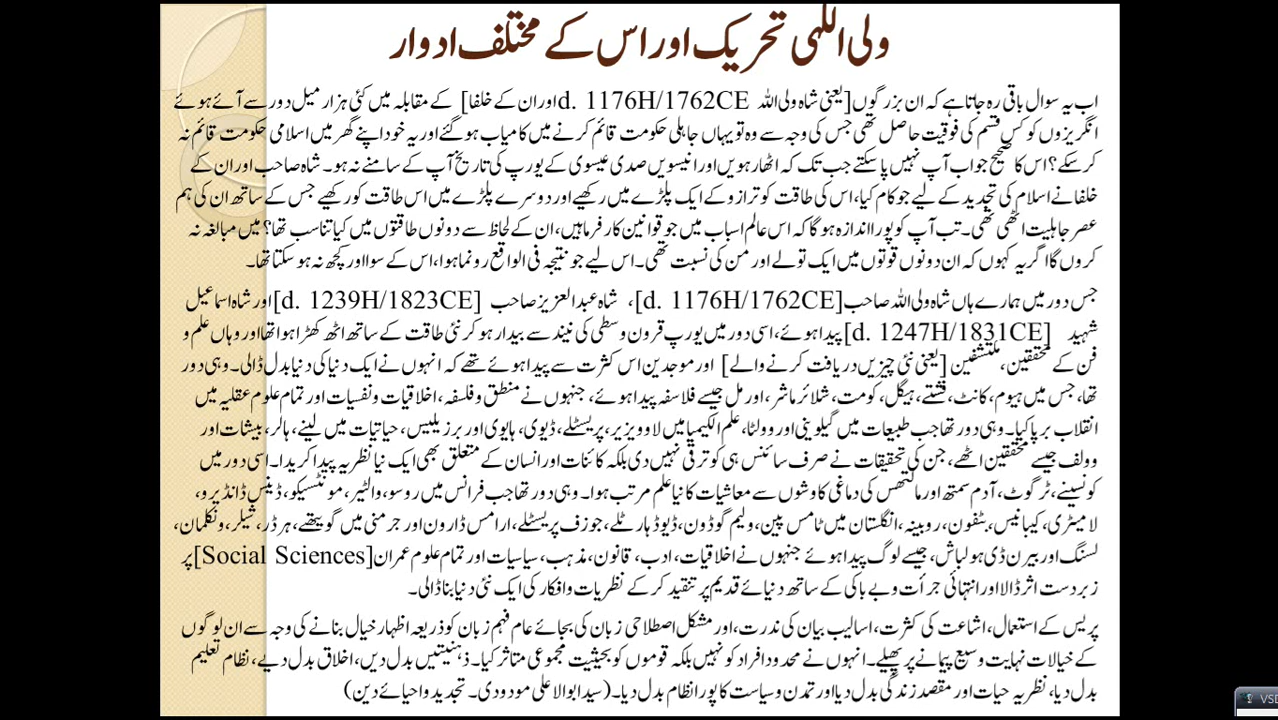 ولی اللہی تحریک اور اس کے مختلف ادوار
اب یہ سوال باقی رہ جاتا ہے کہ ان بزرگوں[یعنی شاہ ولی اللہ d. 1176H/1762CE اور ان کے خلفا] کے مقابلہ میں کئی ہزار میل دور سے آئے ہوئے
انگریزوں کو کس قسم کی فوقیت حاصل تھی جس کی وجہ سے وہ تو یہاں جاہلی حکومت قائم کرنے میں کامیاب ہو گئے اور یہ خود اپنے گھر میں اسلامی حکومت قائم نہ
کر سکے؟ اس کا صحیح جواب آپ نہیں پا سکتے جب تک کہ اٹھارہویں اور انیسویں صدی عیسوی کے یورپ کی تاریخ آپ کے سامنے نہ ہو۔ شاہ صاحب اور ان کے
خلفا نے اسلام کی تجدید کے لیے جو کام کیا، اس کی طاقت کو ترازو کے ایک پلڑے میں رکھیے اور دوسرے پلڑے میں اس طاقت کو رکھیے جس کے ساتھ ان کی ہم
عصر جاہلیت اٹھی تھی۔ تب آپ کو پورا اندازہ ہو گا کہ اس عالم اسباب میں جو قوانین کار فرما ہیں، ان کے لحاظ سے دونوں طاقتوں میں کیا تناسب تھا؟ میں مبالغہ نہ
کروں گا اگر یہ کہوں کہ ان دونوں قوتوں میں ایک تولے اور من کی نسبت تھی۔ اس لیے جو نتیجہ فی الواقع رونما ہوا، اس کے سوا اور کچھ نہ ہو سکتا تھا۔
جس دور میں ہمارے ہاں شاہ ولی اللہ صاحب[d. 1176H/1762CE]، شاہ عبد العزیز صاحب [d. 1239H/1823CE] اور شاہ اسماعیل
شہید [d. 1247H/1831CE] پیدا ہوئے، اسی دور میں یورپ قرون وسطی کی نیند سے بیدار ہو کر نئی طاقت کے ساتھ اٹھ کھڑا ہوا تھا اور وہاں علم و
فن کے محققین، مکتشفین [یعنی نئی چیزیں دریافت کرنے والے] اور موجدین اس کثرت سے پیدا ہوئے تھے کہ انہوں نے ایک دنیا کی دنیا بدل ڈالی۔ وہی دور
تھا، جس میں ہیوم، کانٹ، فشتے، ہیگل، کومت، شلائر ماشر، اور مل جیسے فلاسفہ پیدا ہوئے، جنہوں نے منطق و فلسفہ، اخلاقیات و نفسیات اور تمام علوم عقلیہ میں
انقلاب برپا کیا۔ وہی دور تھا جب طبیعات میں گیلوینی اور وولٹا، علم الکیمیا میں لاوویزیر، پریسٹلے، ڈیوی، ہایوی اور برزیلیس، حیاتیات میں لینے، ہالر، بیشات اور
وولف جیسے محققین اٹھے، جن کی تحقیقات نے صرف سائنس ہی کو ترقی نہیں دی بلکہ کائنات اور انسان کے متعلق بھی ایک نیا نظریہ پیدا کر دیا۔ اسی دور میں
کونسینے، ٹرگوٹ، آدم سمتھ اور مالتھس کی دماغی کاوشوں سے معاشیات کا نیا علم مرتب ہوا۔ وہی دور تھا جب فرانس میں روسو، والٹیر، مونٹسیکو، ڈینس ڈائڈیرو،
لامیٹری، کیبانیس، بفون، روبینہ، انگلستان میں ٹامس پین، ولیم گوڈون، ڈیوڈ ہارٹلے، جوزف پریسٹلے، اراسمس ڈارون اور جرمنی میں گوئیٹھے، ہرڈر، شیلر، ونکلمان،
لسنگ اور بیرن ڈی ہولباش، جیسے لوگ پیدا ہوئے جنہوں نے اخلاقیات، ادب، قانون، مذہب، سیاسیات اور تمام علوم عمران[Social Sciences] پر
زبردست اثر ڈالا اور انتہائی جرأت و بے باکی کے ساتھ دنیائے قدیم پر تنقید کر کے نظریات و افکار کی ایک نئی دنیا بنا ڈالی۔
پریس کے استعمال، اشاعت کی کثرت، اسالیب بیان کی ندرت، اور مشکل اصطلاحی زبان کی بجائے عام فہم زبان کو ذریعہ اظہار خیال بنانے کی وجہ سے ان لوگوں
کے خیالات نہایت وسیع پیمانے پر پھیلے۔ انہوں نے محدود افراد کو نہیں بلکہ قوموں کو بحیثیت مجموعی متاثر کیا۔ ذہنیتیں بدل دیں، اخلاق بدل دیے، نظام تعلیم
بدل دیا، نظریہ حیات اور مقصد زندگی بدل دیا اور تمدن و سیاست کا پورا نظام بدل دیا۔ (سید ابوالاعلی مودودی۔ تجدید و احیائے دین)